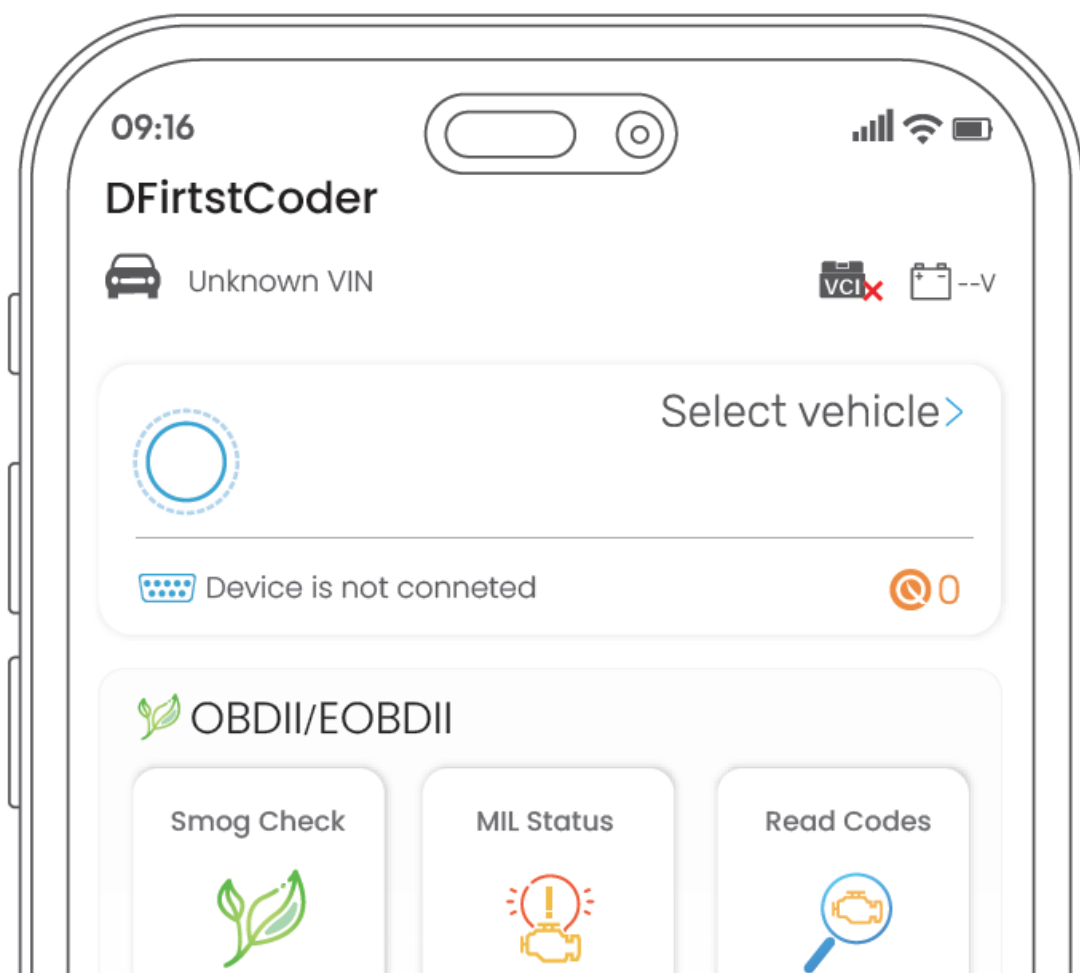 09:16
DFirtstCoder
Unknown VIN
VCI
--V
Select vehicle>
Device is not conneted
0
OBDII/EOBDII
Smog Check
MIL Status
Read Codes